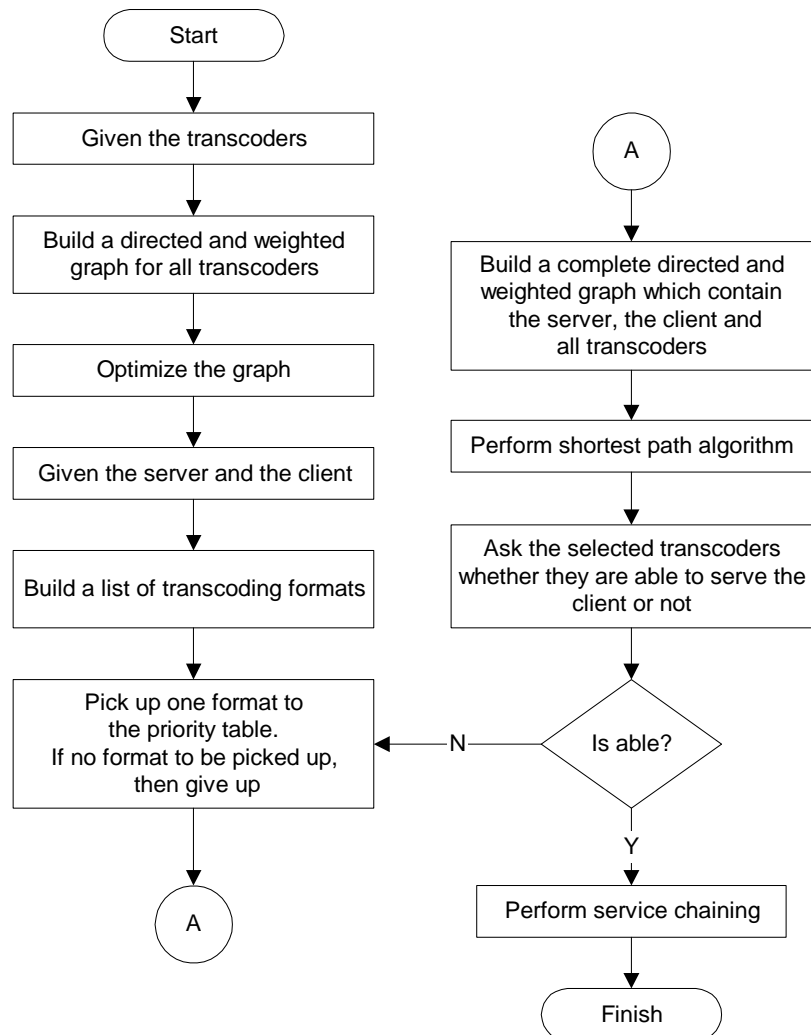 Start
Given the transcoders
Build a directed and weighted
graph for all transcoders
Optimize the graph
Given the server and the client
Build a list of transcoding formats
Pick up one format to
the priority table.
If no format to be picked up,
then give up
A
A
Build a complete directed and
weighted graph which contain
the server, the client and
all transcoders
Perform shortest path algorithm
Ask the selected transcoders
whether they are able to serve the
client or not
Is able?
N
Y
Perform service chaining
Finish